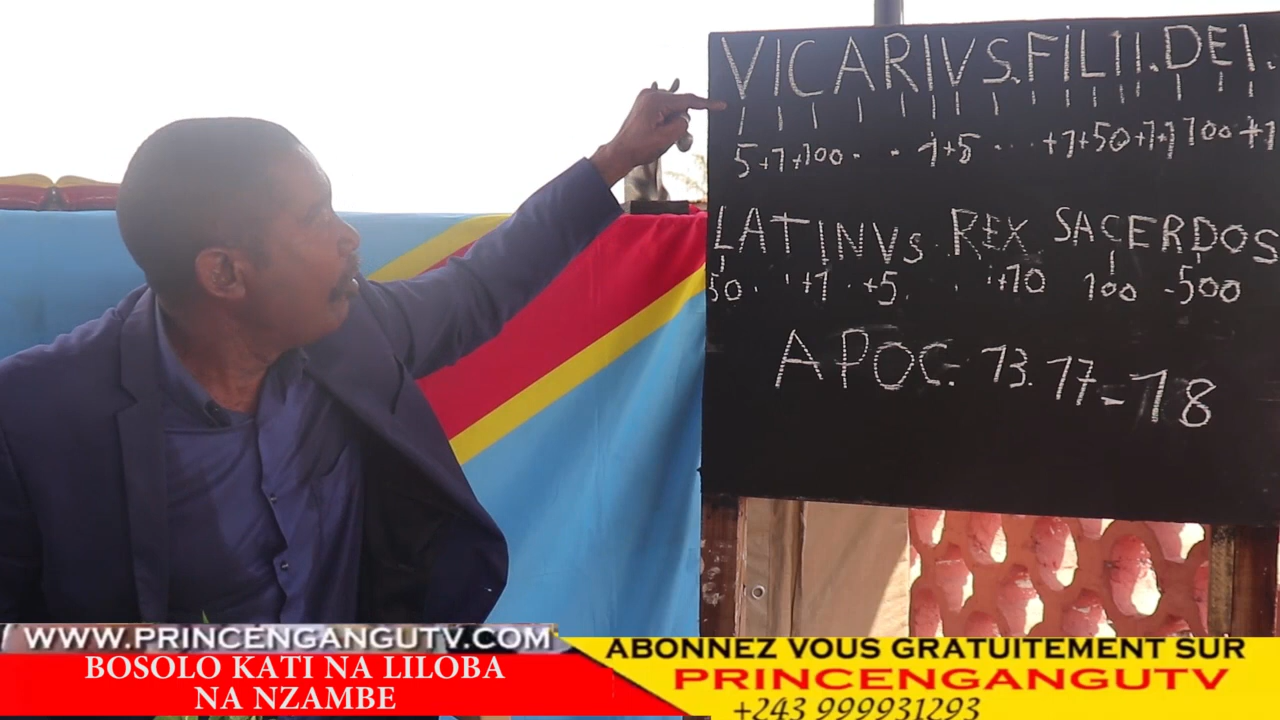 VICARIVS.FILII.DEI.
5+1+100 . . . 1+5 . . . +1+50+1+1 100 +1
LATINVS REX SACERDOS
50 . . +1 . +5 . . . +10 100 -500
APOC: 13.17-18
WWW.PRINCENGANGUTV.COM
BOSOLO KATI NA LILOBA
NA NZAMBE
ABONNEZ VOUS GRATUITEMENT SUR
PRINCENGANGUTV
+243 999931293